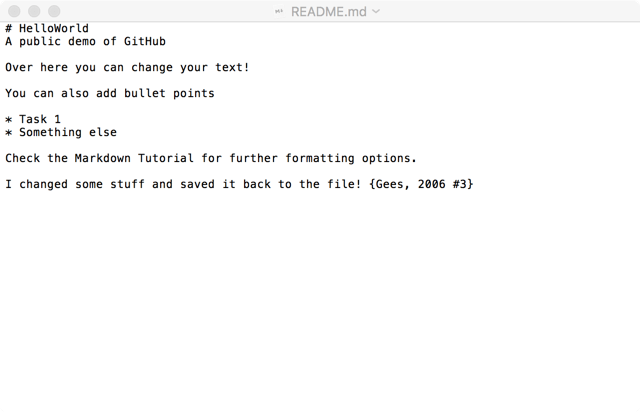 README.md
# HelloWorld
A public demo of GitHub
Over here you can change your text!
You can also add bullet points
* Task 1
* Something else
Check the Markdown Tutorial for further formatting options.
I changed some stuff and saved it back to the file! {Gees, 2006 #3}